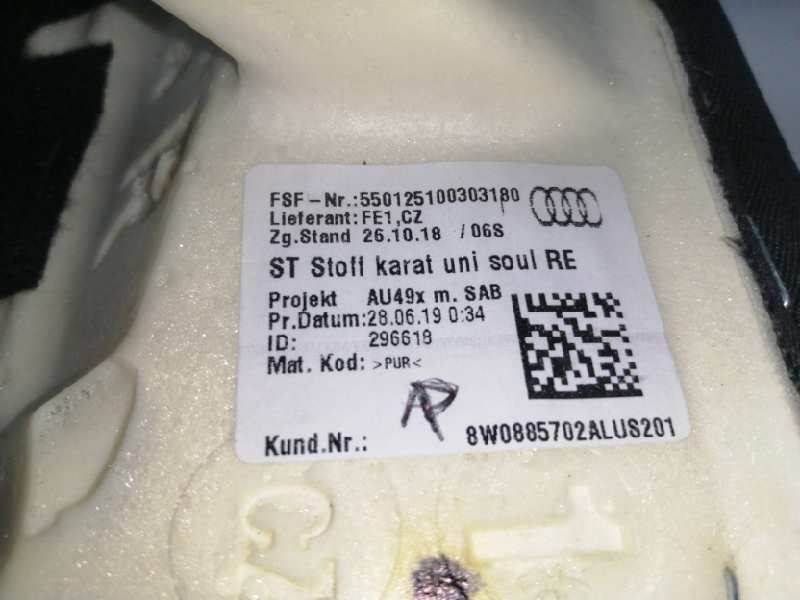 FSF-Nr.:550125100303180
Lieferant:FE1,CZ
Zg.Stand 26.10.18 /06S
ST Stoff karat uni soul RE
Projekt AU49x m. SAB
Pr.Datum:28.06.19 0:34
ID: 296618
Mat. Kod: >PUR<
Kund.Nr.: 8W0885702ALUS201